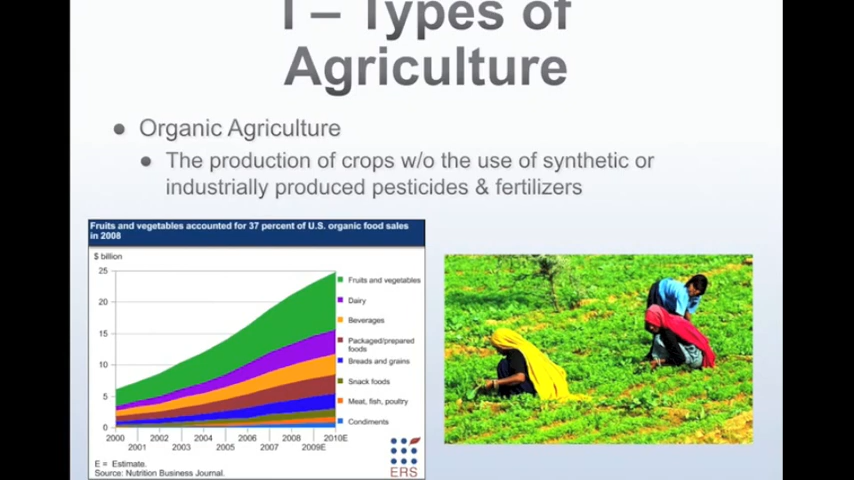 I – Types of
Agriculture
Organic Agriculture
The production of crops w/o the use of synthetic or
industrially produced pesticides & fertilizers
Fruits and vegetables accounted for 37 percent of U.S. organic food sales
in 2008
$ billion
25
20
15
10
5
0
Fruits and vegetables
Dairy
Beverages
Packaged/prepared
foods
Breads and grains
Snack foods
Meat, fish, poultry
Condiments
2000 2002 2004 2006 2008 2010E
2001 2003 2005 2007 2009E
E = Estimate.
Source: Nutrition Business Journal.
ERS